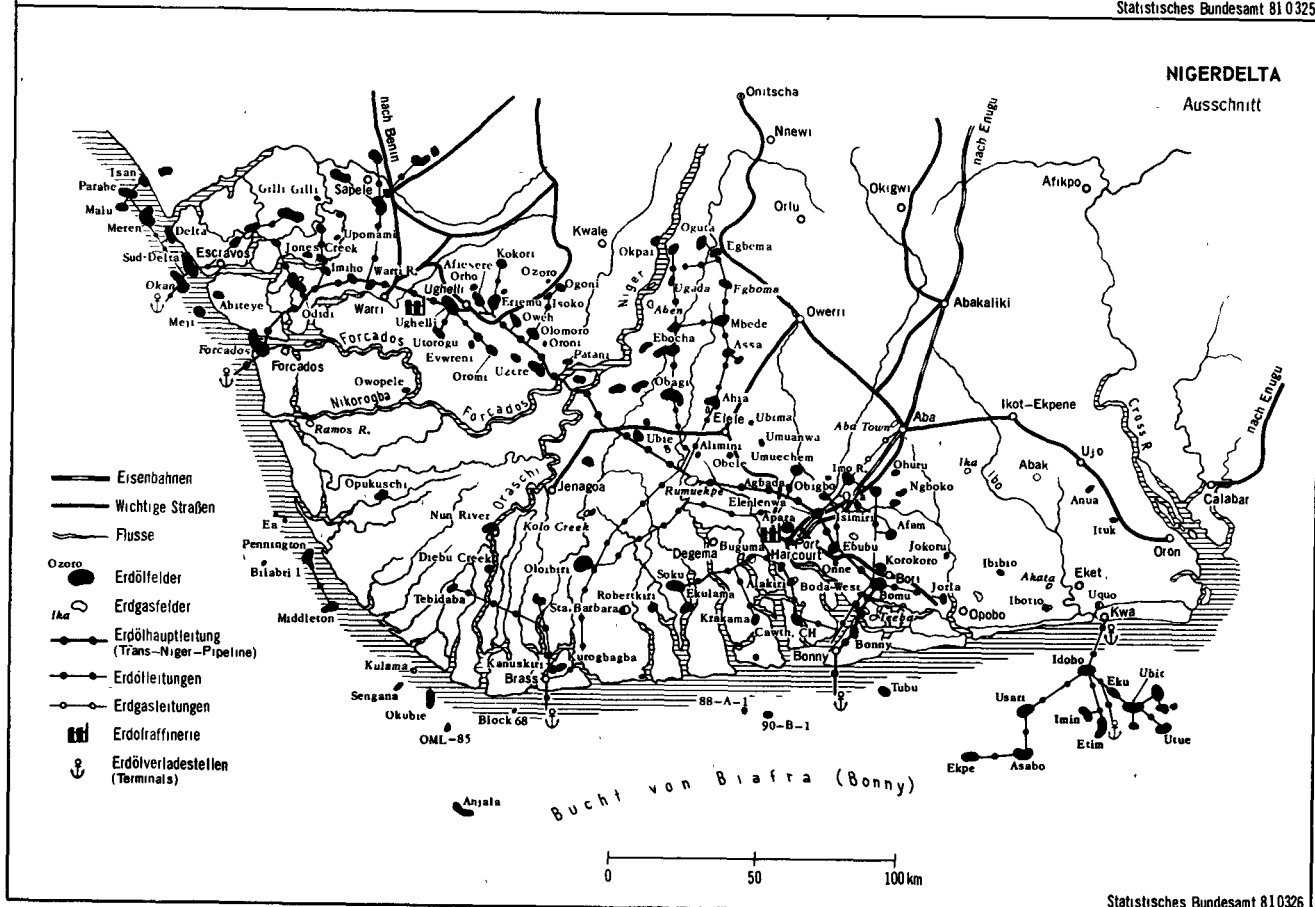 Statistisches Bundesamt 81 0325
NIGERDELTA
Ausschnitt
Onitscha
nach Benin
nach Enugu
Nnewi
Isan
Parabe
Malu
Meren
Gilli Gilli
Sapele
Okigwi
Afikpo
Orlu
Delta
Upomami
Kwale
Oguta
Okpai
Egbema
Escravos
Jones Creek
Süd-Delta
Kokori
Afiesere
Orho
Ozoro
Imiho
Warri R.
Ogoni
Niger
Ugada
Egboma
Okan
Abiteye
Ughelli
Eriemu
Isoko
Aben
Abakaliki
Odidi
Warri
Oweh
Meji
Ughelli
Olomoro
Mbede
Owerri
Utorogu
Oroni
Forcados
Evwreni
Ebocha
Assa
Forcados
Forcados
Oromi
Uzere
Patani
Owopele
Nikorogba
Forcados
Obagi
Ahia
Cross R.
nach Enugu
Ramos R.
Elele
Ubima
Aba Town
Aba
Ikot-Ekpene
Ubie
Alimini
Umuanwa
Obele
Umuechem
Imo R.
Ohuru
Ika
Ibo
Abak
Ujo
Eisenbahnen
Wichtige Straßen
Flüsse
Ozoro
Erdölfelder
Ika
Erdgasfelder
Erdölhauptleitung
(Trans-Niger-Pipeline)
Erdölleitungen
Erdgasleitungen
Erdölraffinerie
Erdölverladestellen
(Terminals)
Opukuschi
Oraschi
Jenagoa
Rumuekpe
Agbada
Obigbo
Ngboko
Anua
Calabar
Elenlenwa
Ituk
Ea
Nun River
Kolo Creek
Apara
Isimiri
Afam
Oron
Pennington
Port
Harcourt
Degema
Buguma
Ebubu
Jokoru
Bilabri 1
Diebu Creek
Oloibiri
Onne
Korokoro
Ibibio
Akata
Eket
Soku
Alakiri
Boda-West
Bori
Tebidaba
Ekulama
Bomu
Jorla
Ibotio
Uquo
Middleton
Sta. Barbara
Robertkiri
Krakama
Opobo
Kwa
Cawth. CH
Kanuskiri
Kurogbagba
Bonny
Bonny
Kulama
Brass
Idobo
Sengana
88-A-1
Tubu
Usari
Eku
Ubit
Okubie
Block 68
90-B-1
Imin
OML-85
Etim
Utue
Ekpe
Asabo
Anjala
Bucht von Biafra (Bonny)
0
50
100 km
Statistisches Bundesamt 81 0326